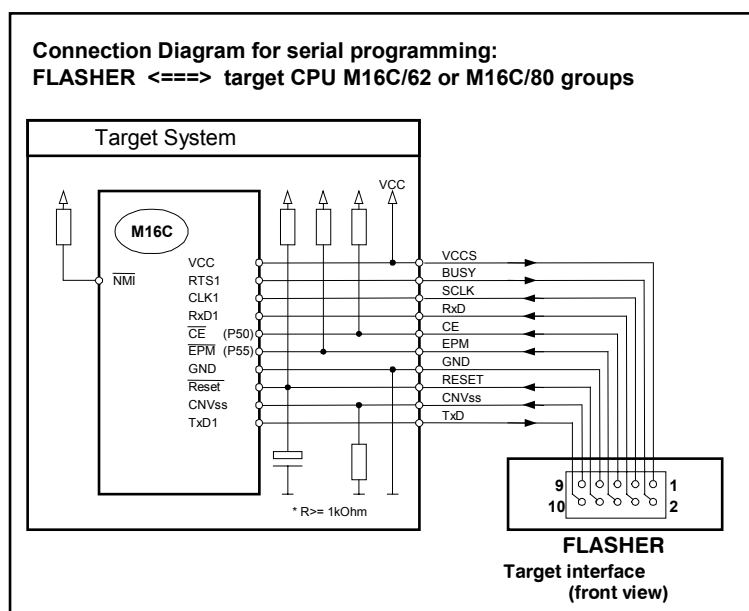 Connection Diagram for serial programming:
FLASHER <===> target CPU M16C/62 or M16C/80 groups
Target System
VCC
M16C
NMI
VCC
RTS1
CLK1
RxD1
CE (P50)
EPM (P55)
GND
Reset
CNVss
TxD1
VCCS
BUSY
SCLK
RxD
CE
EPM
GND
RESET
CNVss
TxD
* R>= 1kOhm
9 1
10 2
FLASHER
Target interface
(front view)